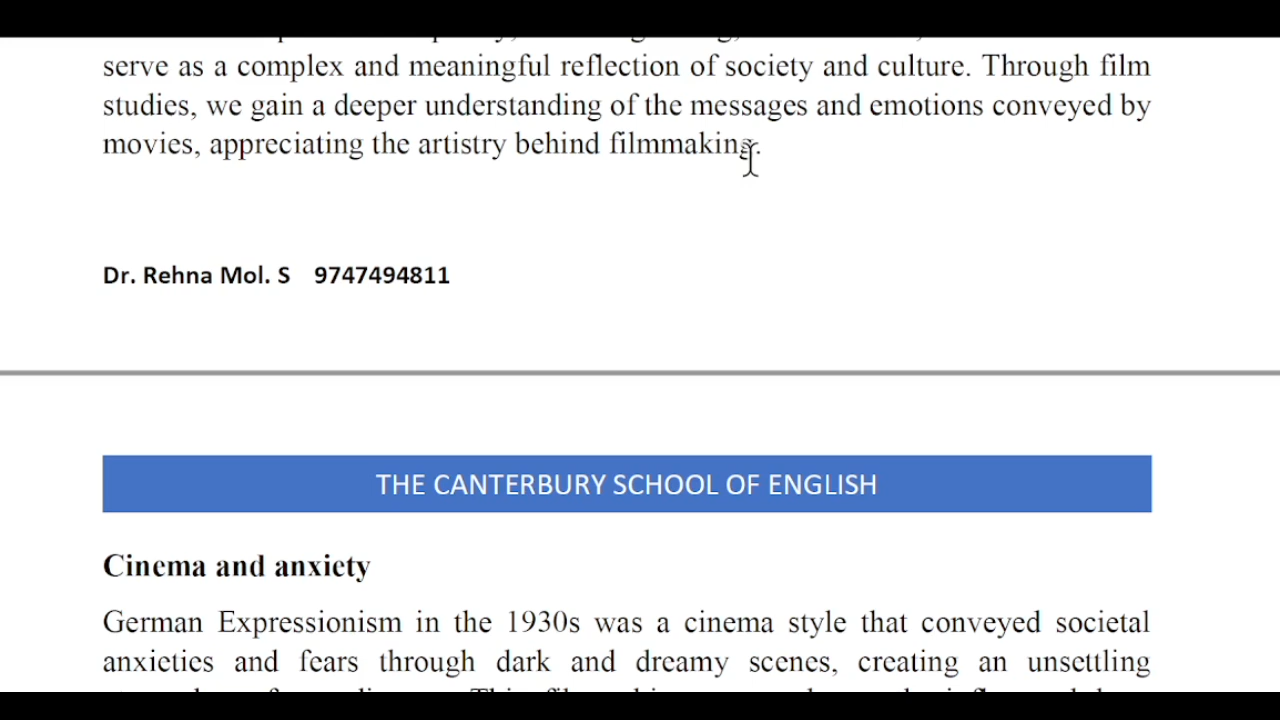 serve as a complex and meaningful reflection of society and culture. Through film
studies, we gain a deeper understanding of the messages and emotions conveyed by
movies, appreciating the artistry behind filmmaking.
Dr. Rehna Mol. S 9747494811
THE CANTERBURY SCHOOL OF ENGLISH
Cinema and anxiety
German Expressionism in the 1930s was a cinema style that conveyed societal
anxieties and fears through dark and dreamy scenes, creating an unsettling